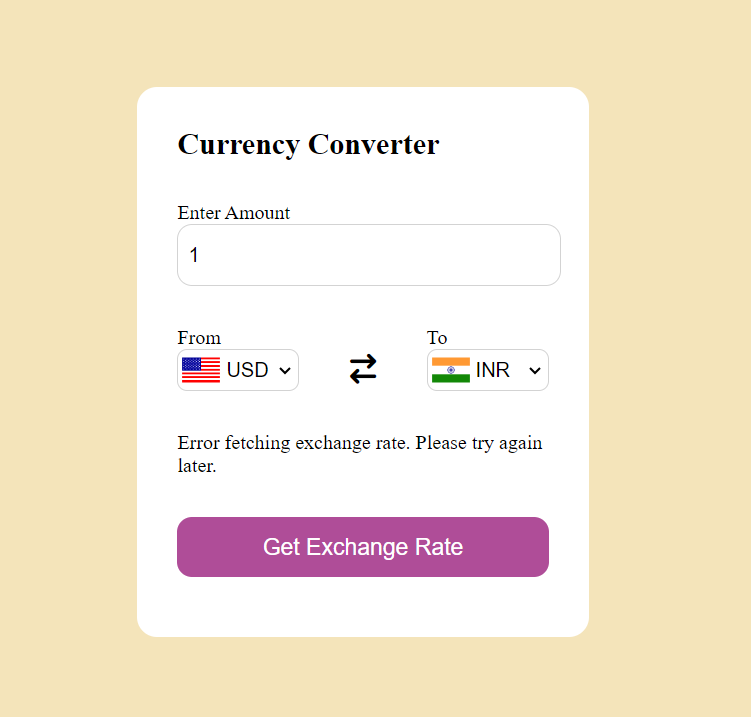 Currency Converter
Enter Amount
1
From
To
USD
INR
Error fetching exchange rate. Please try again
later.
Get Exchange Rate